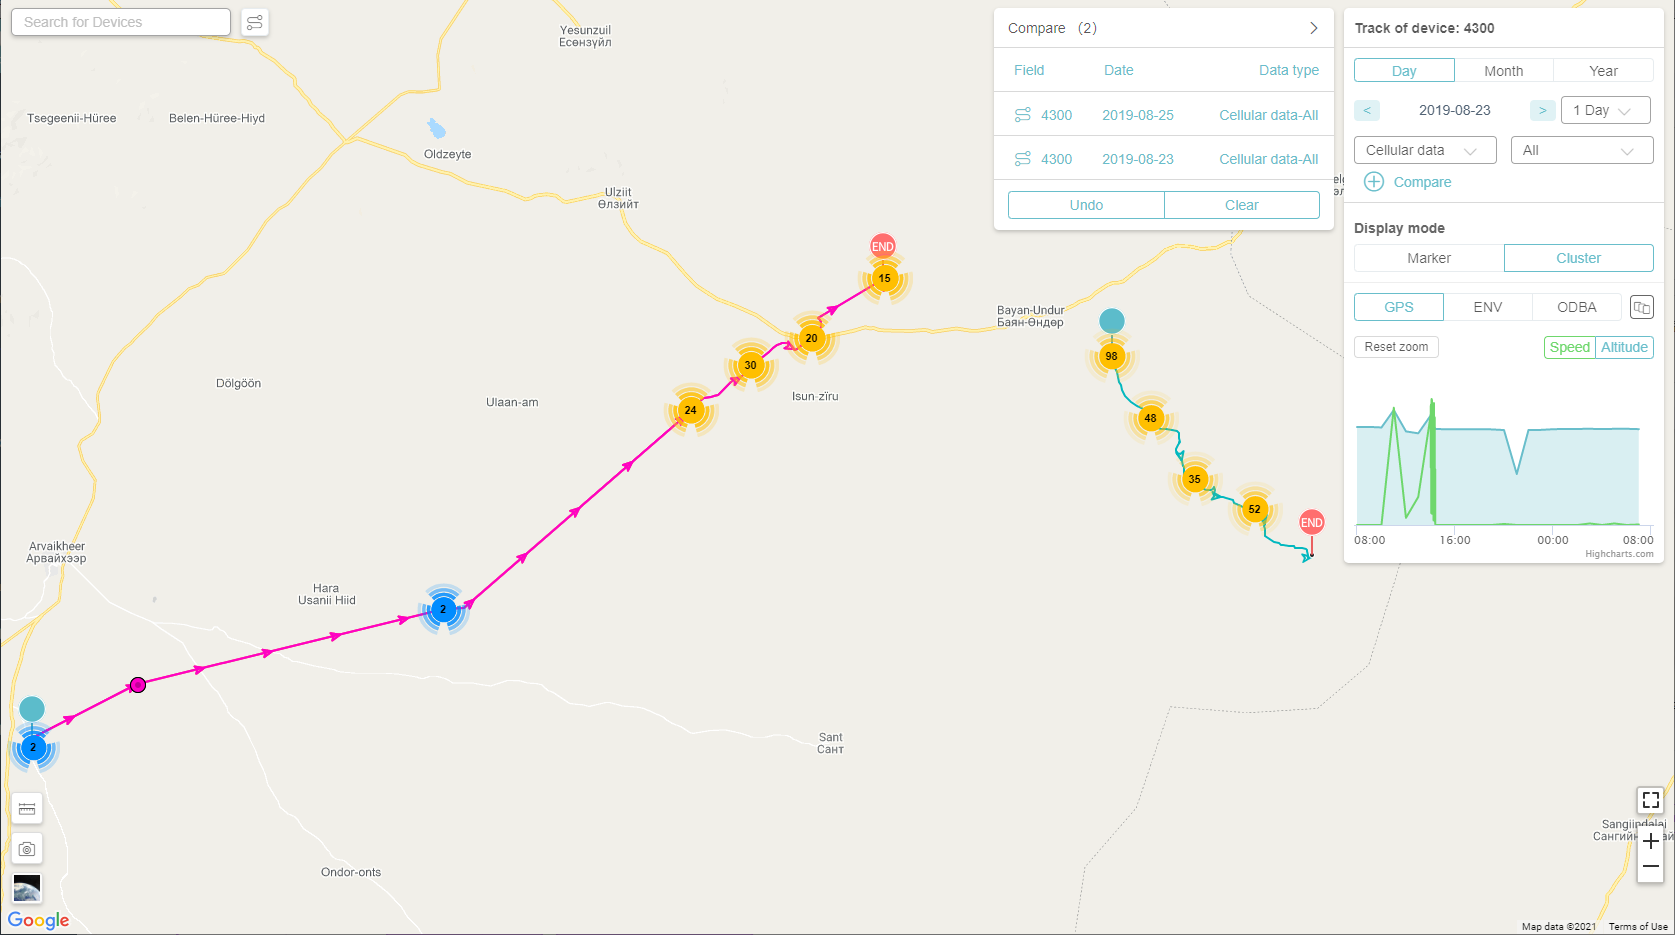 Search for Devices
Yesunzuil
Есөнзүйл
Tsegeenii-Hüree
Belen-Hüree-Hiyd
Oldzeyte
Ulziit
Өлзийт
Bayan-Undur
Баян-Өндөр
Isun-zïru
Dölgöön
Ulaan-am
Arvaikheer
Арвайхээр
Hara
Usanii Hiid
Sant
Сант
Ondor-onts
Sangiindalai
END
15
20
30
24
2
2
98
48
35
52
END
Compare (2)
Field Date Data type
4300 2019-08-25 Cellular data-All
4300 2019-08-23 Cellular data-All
Undo Clear
Track of device: 4300
Day Month Year
< 2019-08-23 > 1 Day
Cellular data All
Compare
Display mode
Marker Cluster
GPS ENV ODBA
Reset zoom Speed Altitude
08:00 16:00 00:00 08:00
Highcharts.com
Google
Map data ©2021 Terms of Use